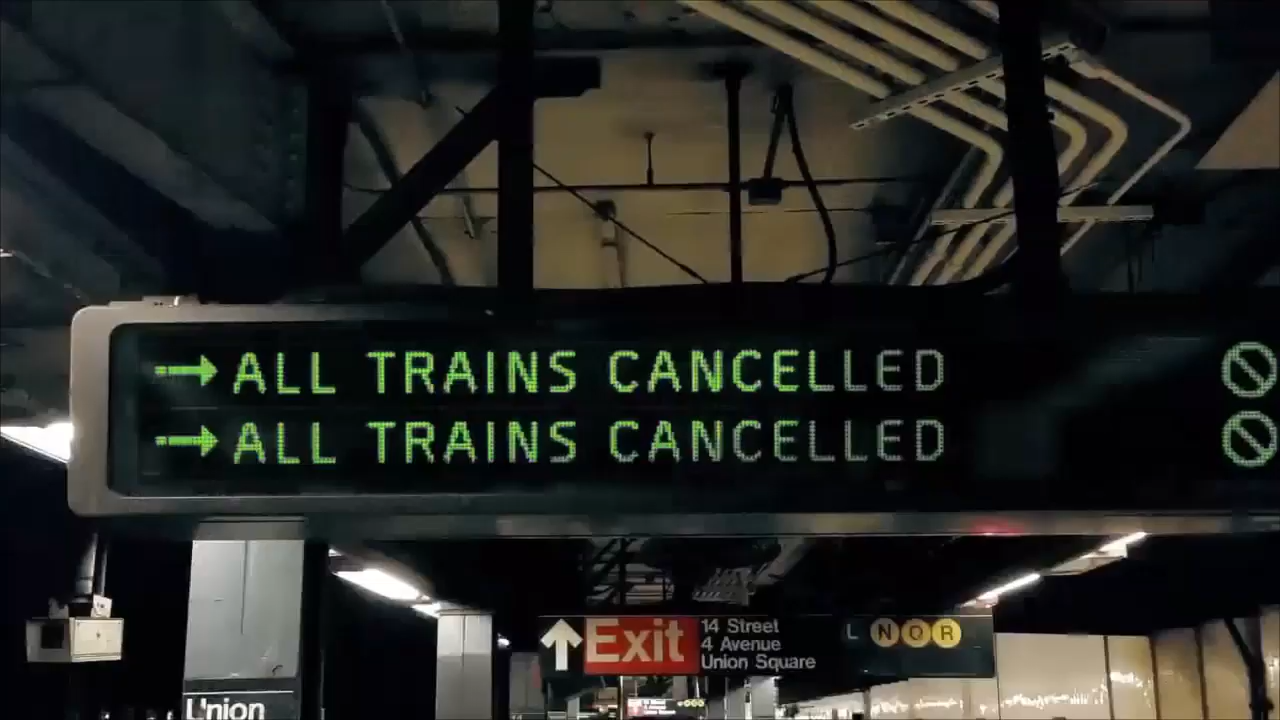 → ALL TRAINS CANCELLED
→ ALL TRAINS CANCELLED
↑ Exit
14 Street
4 Avenue
Union Square
L N Q R
Union